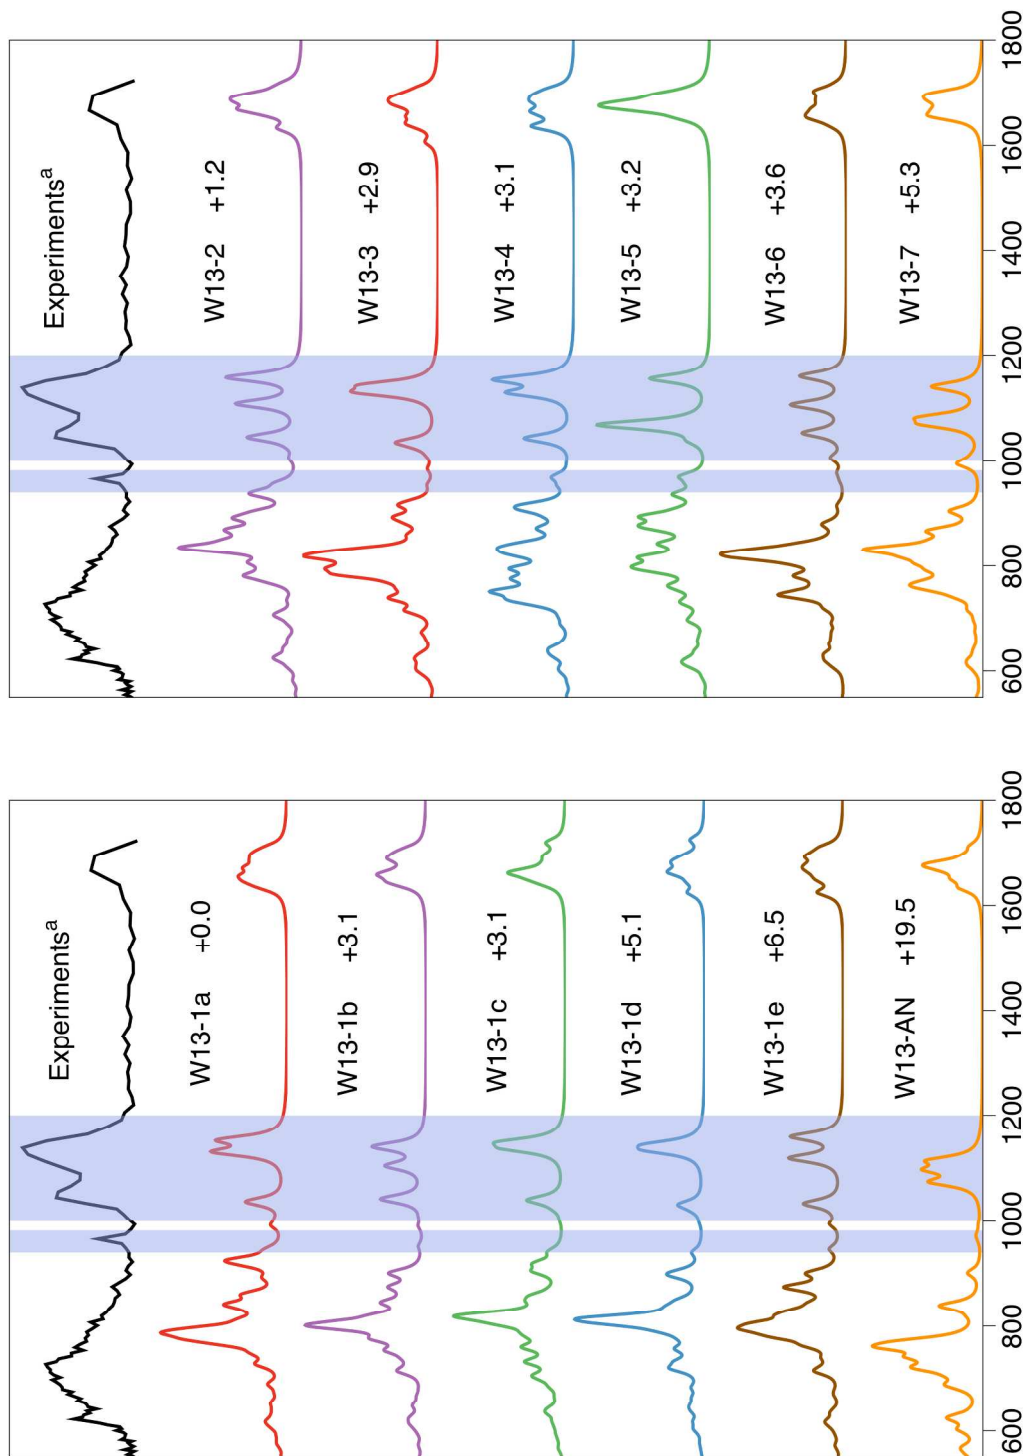 Experimentsᵃ
W13-1a +0.0
W13-1b +3.1
W13-1c +3.1
W13-1d +5.1
W13-1e +6.5
W13-AN +19.5
600 800 1000 1200 1400 1600 1800
Experimentsᵃ
W13-2 +1.2
W13-3 +2.9
W13-4 +3.1
W13-5 +3.2
W13-6 +3.6
W13-7 +5.3
600 800 1000 1200 1400 1600 1800